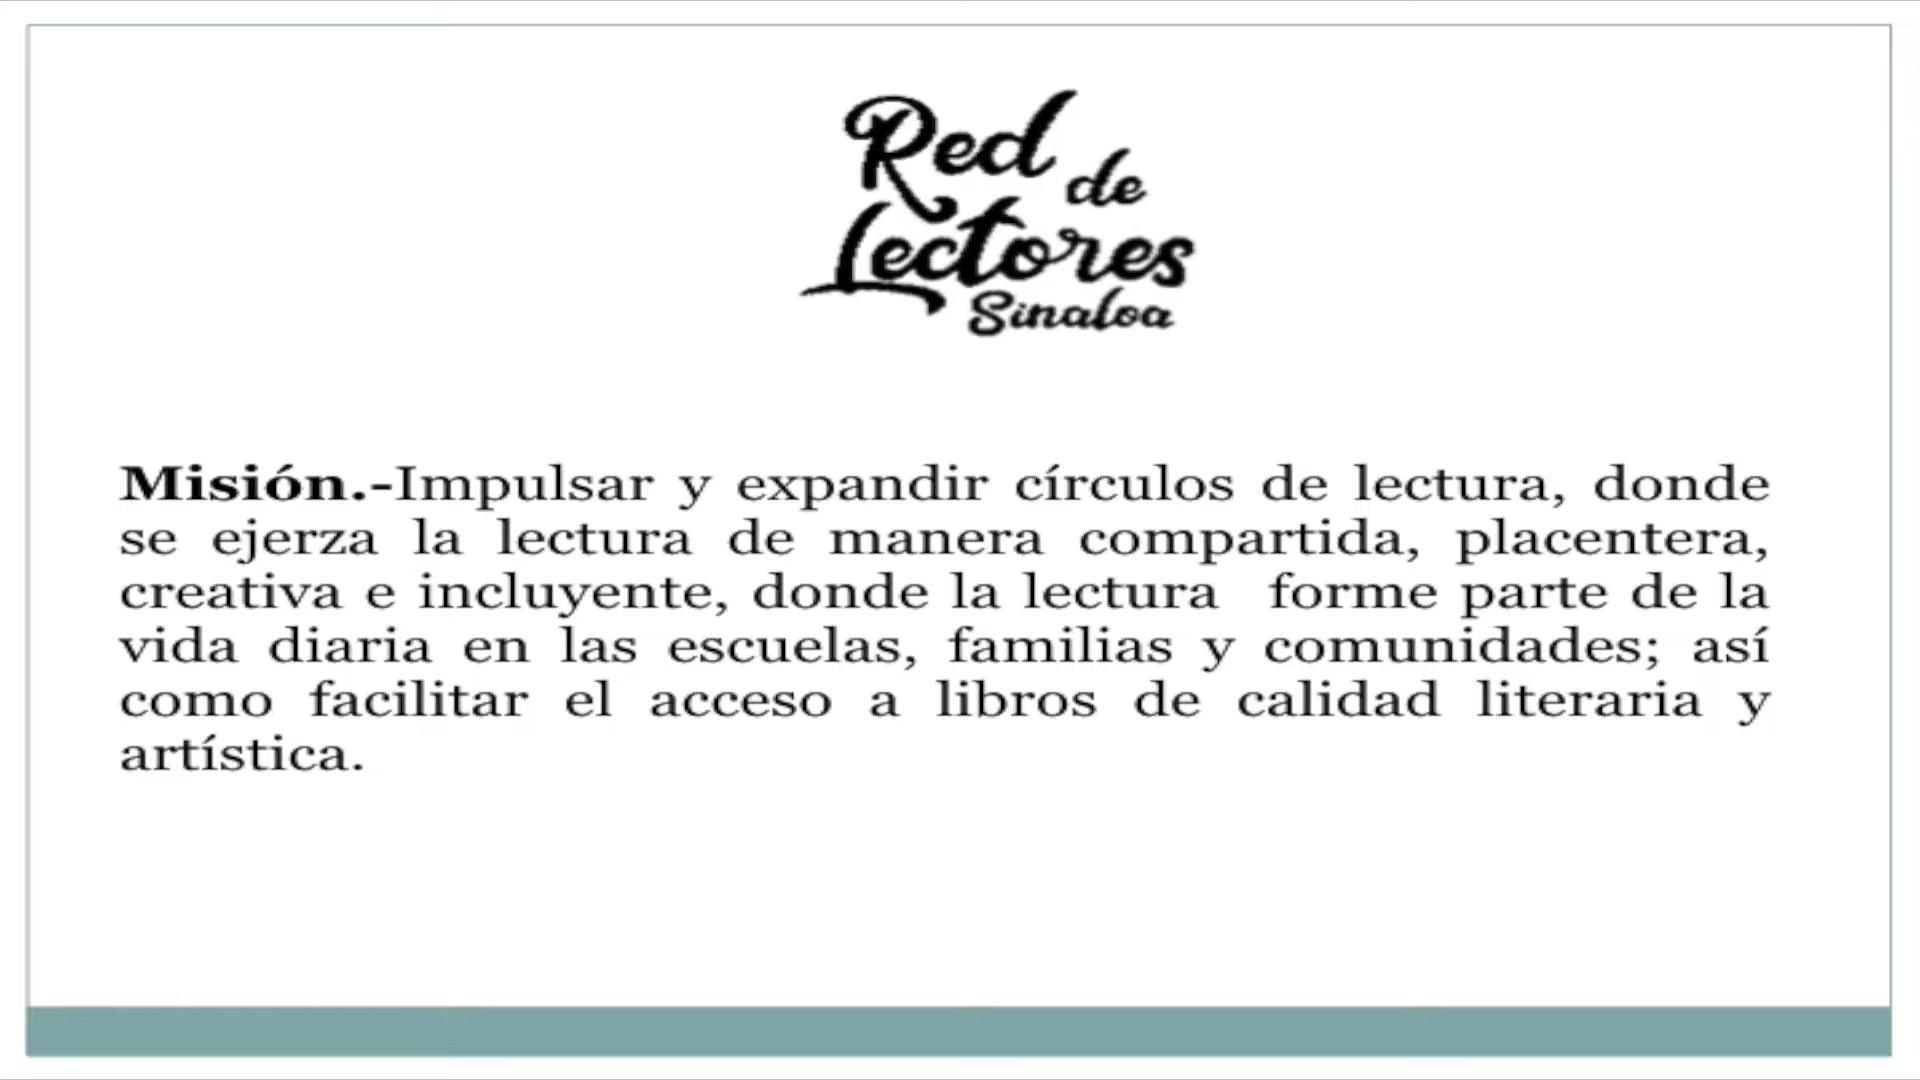 Red de
Lectores
Sinaloa
Misión.-Impulsar y expandir círculos de lectura, donde
se ejerza la lectura de manera compartida, placentera,
creativa e incluyente, donde la lectura  forme parte de la
vida diaria en las escuelas, familias y comunidades; así
como facilitar el acceso a libros de calidad literaria y
artística.